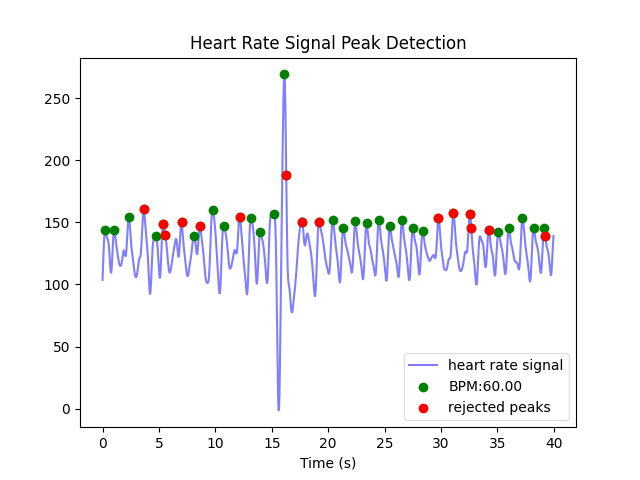 Heart Rate Signal Peak Detection
250
200
150
100
50
0
heart rate signal
BPM:60.00
rejected peaks
0 5 10 15 20 25 30 35 40
Time (s)